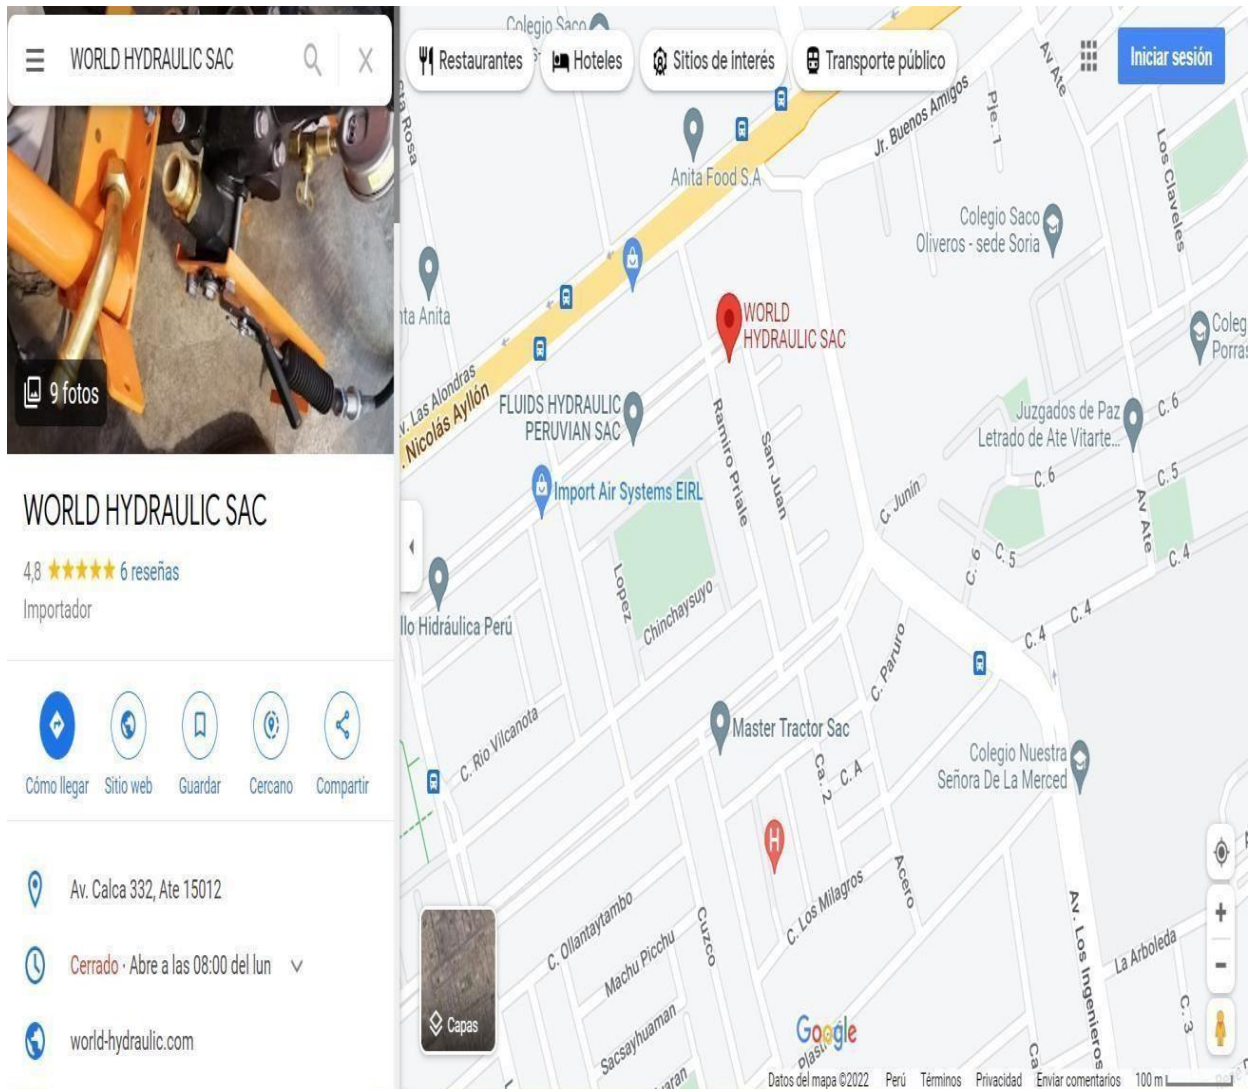 WORLD HYDRAULIC SAC
9 fotos
WORLD HYDRAULIC SAC
4,8
6 reseñas
Importador
Cómo llegar
Sitio web
Guardar
Cercano
Compartir
Av. Calca 332, Ate 15012
Cerrado · Abre a las 08:00 del lun
world-hydraulic.com
Restaurantes
Hoteles
Sitios de interés
Transporte público
Iniciar sesión
Colegio Saco
Rosa
Anita Food S.A
Jr. Buenos Amigos
Pje. 1
Av Ate
Los Claveles
Colegio Saco
Oliveros - sede Soria
Anita
WORLD
HYDRAULIC SAC
Coleg
Porras
Las Alondras
Nicolás Ayllón
FLUIDS HYDRAULIC
PERUVIAN SAC
Import Air Systems EIRL
Ramiro Priale
San Juan
Juzgados de Paz
Letrado de Ate Vitarte...
C. 6
C. 6
C. 5
C. Junín
Av Ate
C. 5
C. 4
C. 6
Lopez
Chinchaysuyo
llo Hidráulica Perú
C. 4
C. 4
C. Paruro
C. Rio Vilcanota
Master Tractor Sac
Ca. 2
C. A
Colegio Nuestra
Señora De La Merced
H
Acero
C. Los Milagros
C. Ollantaytambo
Machu Picchu
Cuzco
Sacsayhuaman
Av. Los Ingenieros
La Arboleda
C. 3
Capas
Google
Datos del mapa ©2022
Perú
Términos
Privacidad
Enviar comentarios
100 m